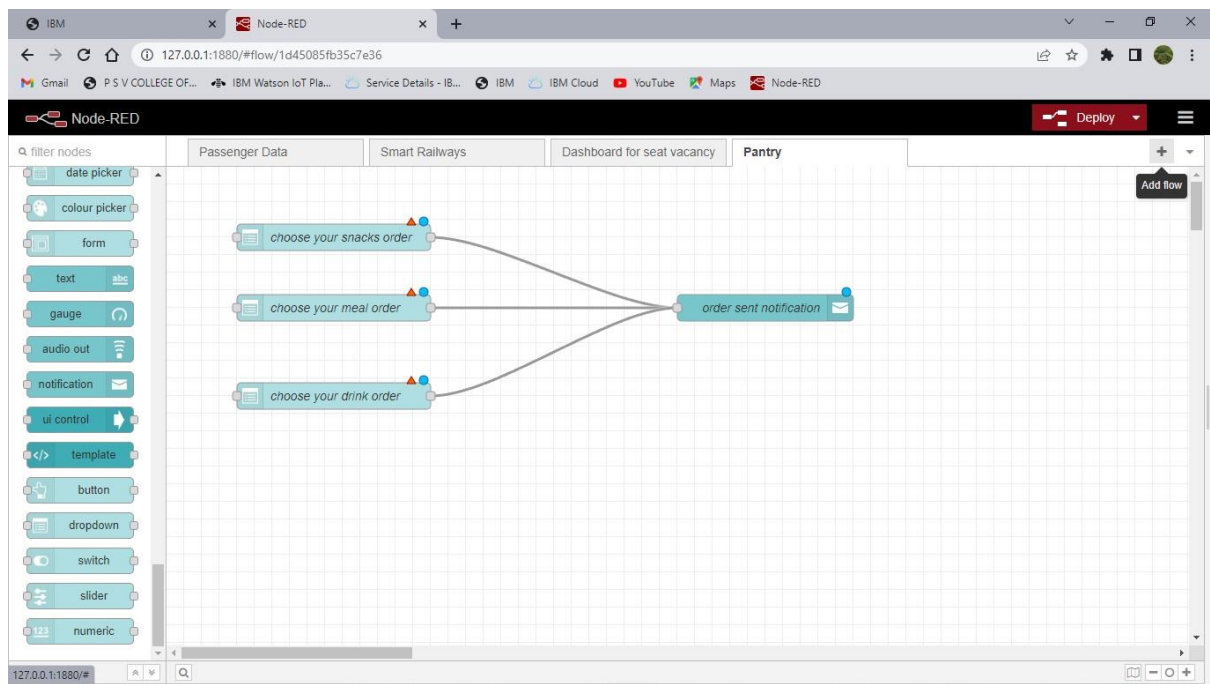 IBM
Node-RED
127.0.0.1:1880/#flow/1d45085fb35c7e36
Gmail P S V COLLEGE OF... IBM Watson IoT Pla... Service Details - IB... IBM IBM Cloud YouTube Maps Node-RED
Node-RED Deploy
filter nodes Passenger Data Smart Railways Dashboard for seat vacancy Pantry
Add flow
date picker
colour picker
form
text abc
gauge
audio out
notification
ui control
</> template
button
dropdown
switch
slider
123 numeric
choose your snacks order
choose your meal order
order sent notification
choose your drink order
127.0.0.1:1880/#